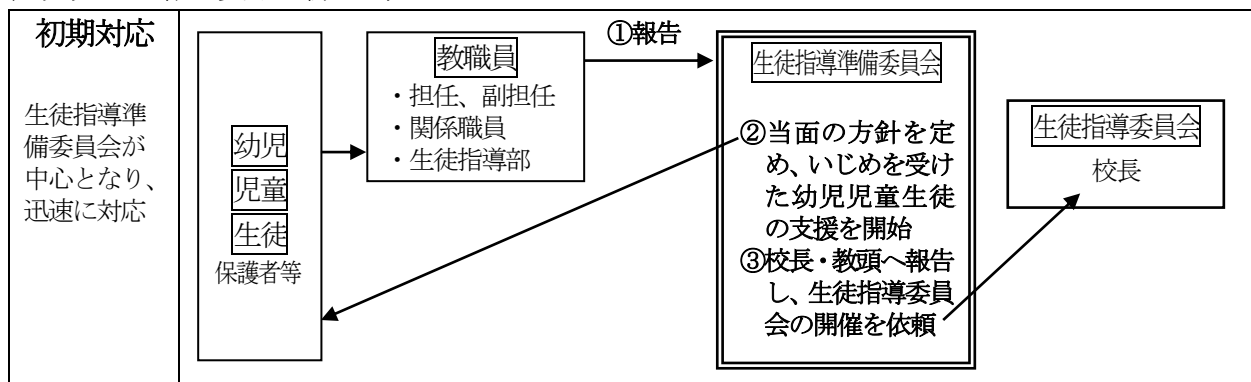 初期対応
生徒指導準
備委員会が
中心となり、
迅速に対応
幼児
児童
生徒
保護者等
教職員
・担任、副担任
・関係職員
・生徒指導部
①報告
生徒指導準備委員会
②当面の方針を定
め、いじめを受け
た幼児児童生徒
の支援を開始
③校長・教頭へ報告
し、生徒指導委員
会の開催を依頼
生徒指導委員会
校長